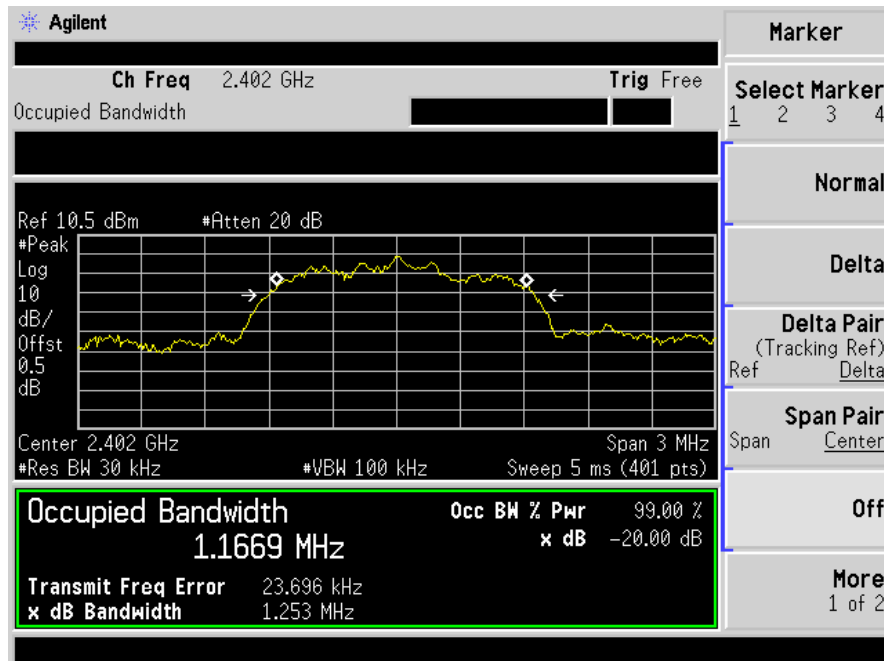 Agilent
Ch Freq 2.402 GHz Trig Free
Occupied Bandwidth
Ref 10.5 dBm #Atten 20 dB
#Peak
Log
10
dB/
Offst
0.5
dB
Center 2.402 GHz Span 3 MHz
#Res BW 30 kHz #VBW 100 kHz Sweep 5 ms (401 pts)
Occupied Bandwidth Occ BW % Pwr 99.00 %
1.1669 MHz x dB -20.00 dB
Transmit Freq Error 23.696 kHz
x dB Bandwidth 1.253 MHz
Marker
Select Marker
1 2 3 4
Normal
Delta
Delta Pair
(Tracking Ref)
Ref Delta
Span Pair
Span Center
Off
More
1 of 2